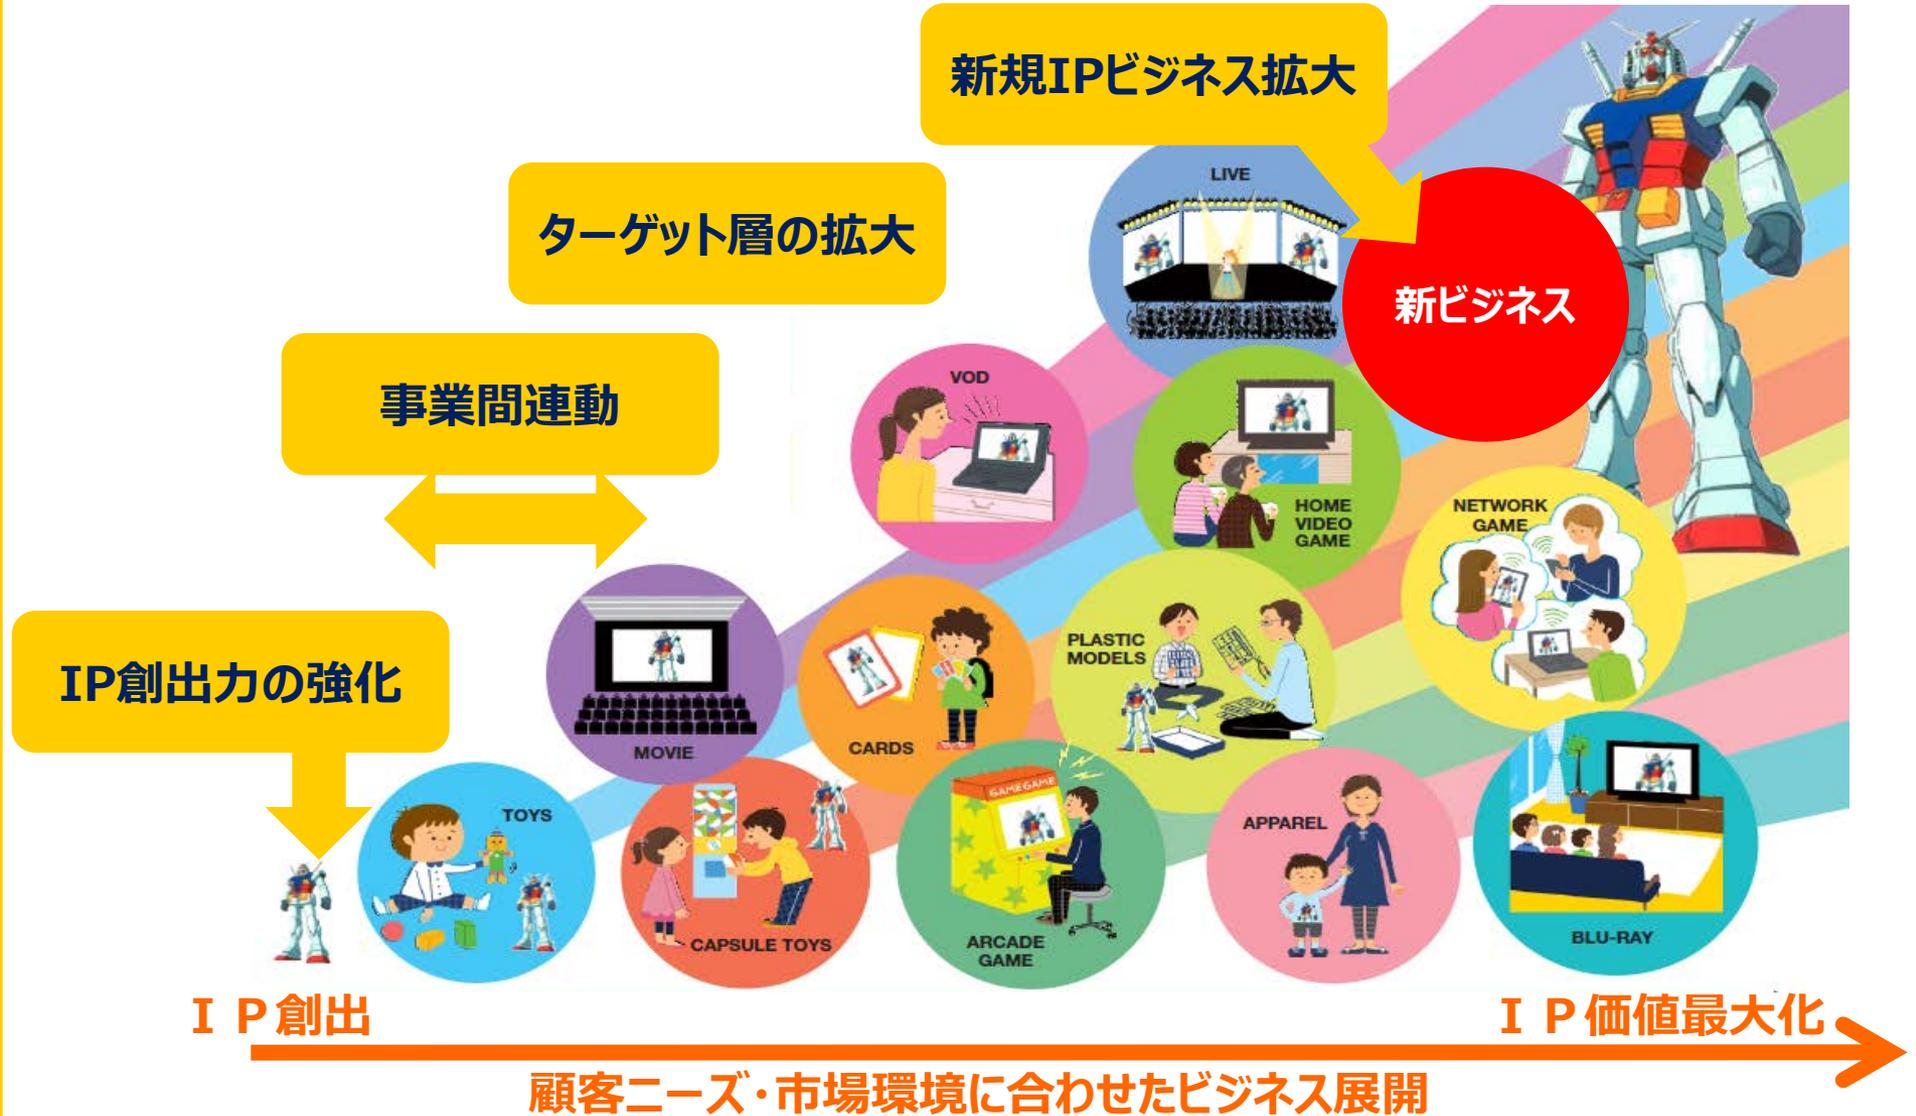 新規IPビジネス拡大
LIVE
ターゲット層の拡大
新ビジネス
VOD
事業間連動
HOME
VIDEO
GAME
NETWORK
GAME
IP創出力の強化
MOVIE
CARDS
PLASTIC
MODELS
TOYS
CAPSULE TOYS
GAMEGAME
ARCADE
GAME
APPAREL
BLU-RAY
ＩＰ創出
ＩＰ価値最大化
顧客ニーズ・市場環境に合わせたビジネス展開